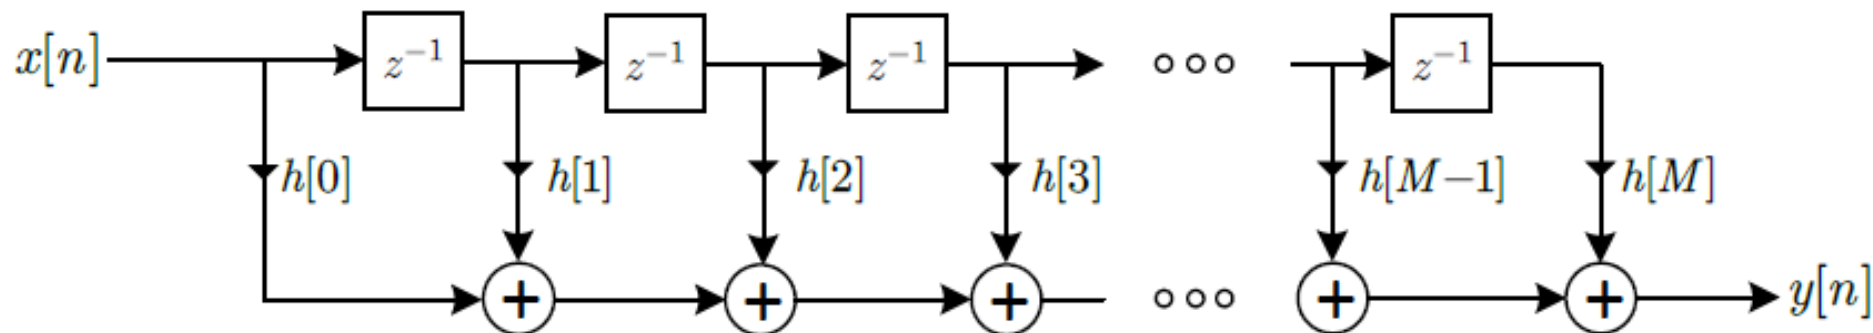 x[n] z⁻¹ z⁻¹ z⁻¹ z⁻¹
h[0] h[1] h[2] h[3] h[M−1] h[M]
+ + + + + y[n]